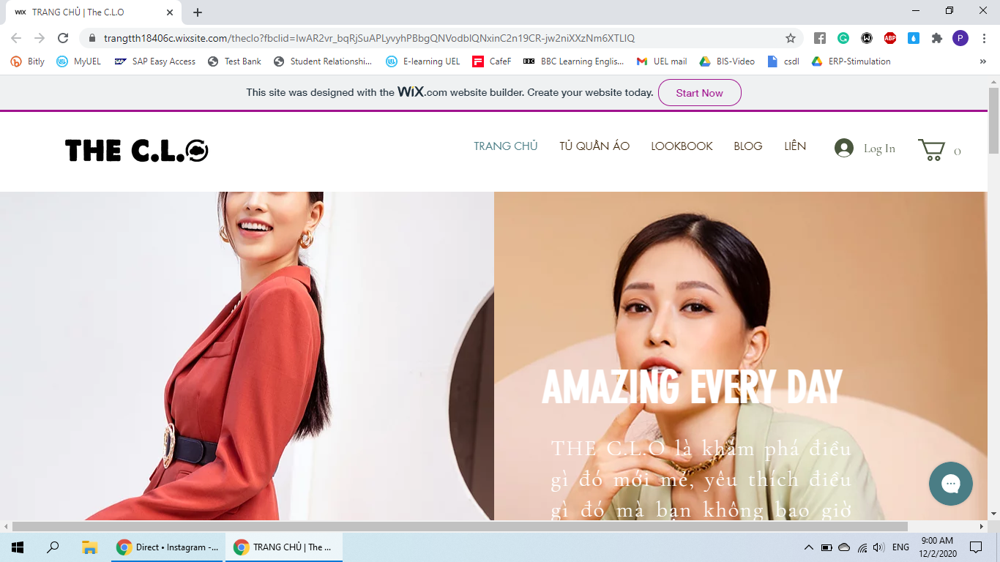 WiX TRANG CHỦ | The C.L.O
trangtth18406c.wixsite.com/theclo?fbclid=IwAR2vr_bqRjSuAPLyvyhPBbgQNVodbIQNxinC2n19CR-jw2niXXzNm6XTLIQ
ABP P
Bitly MyUEL SAP Easy Access Test Bank Student Relationshi... E-learning UEL CafeF BBC Learning Englis... UEL mail BIS-Video csdl ERP-Stimulation »
This site was designed with the WiX.com website builder. Create your website today. Start Now
THE C.L.O
TRANG CHỦ TỦ QUẦN ÁO LOOKBOOK BLOG LIÊN Log In 0
AMAZING EVERY DAY
THE C.L.O là khám phá điều
gì đó mới mẻ, yêu thích điều
gì đó mà bạn không bao giờ
Direct • Instagram -... TRANG CHỦ | The ... ENG 9:00 AM
12/2/2020